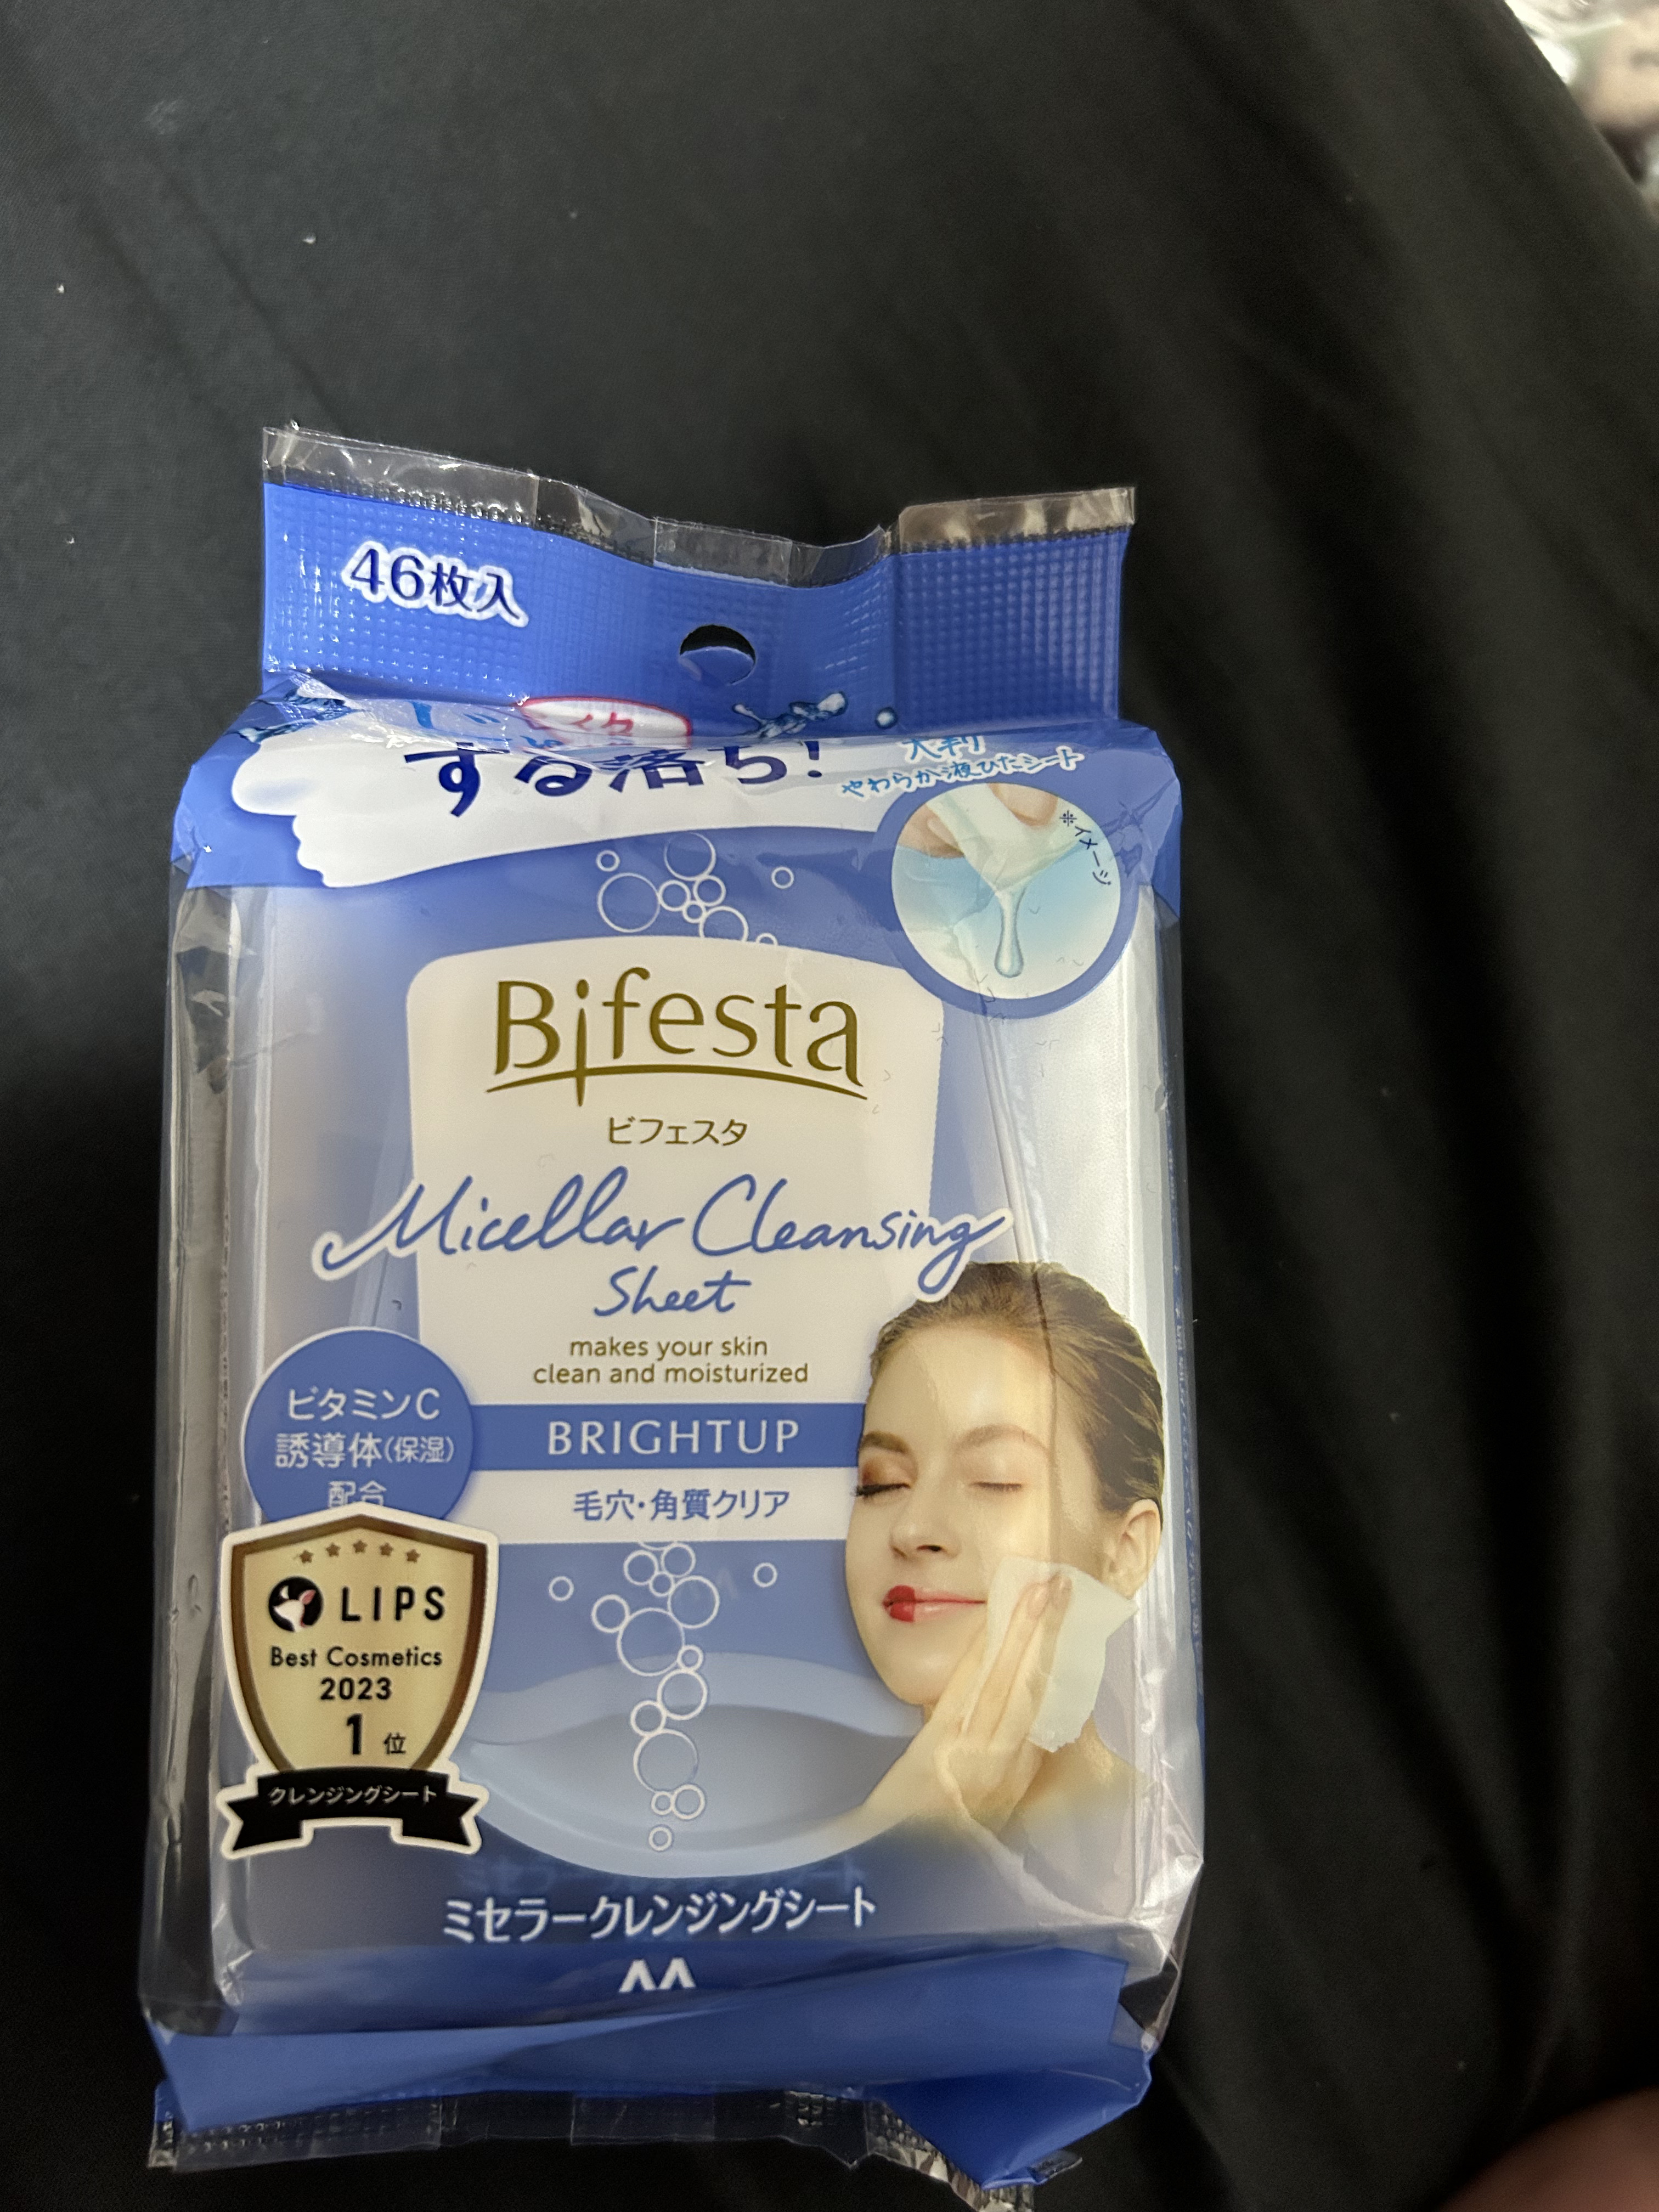 46枚入
する落ち!
大判
やわらか液ひたシート
※イメージ
Bifesta
ビフェスタ
Micellar Cleansing
Sheet
makes your skin
clean and moisturized
BRIGHTUP
毛穴・角質クリア
ビタミンC
誘導体(保湿)
配合
LIPS
Best Cosmetics
2023
1位
クレンジングシート
ミセラークレンジングシート